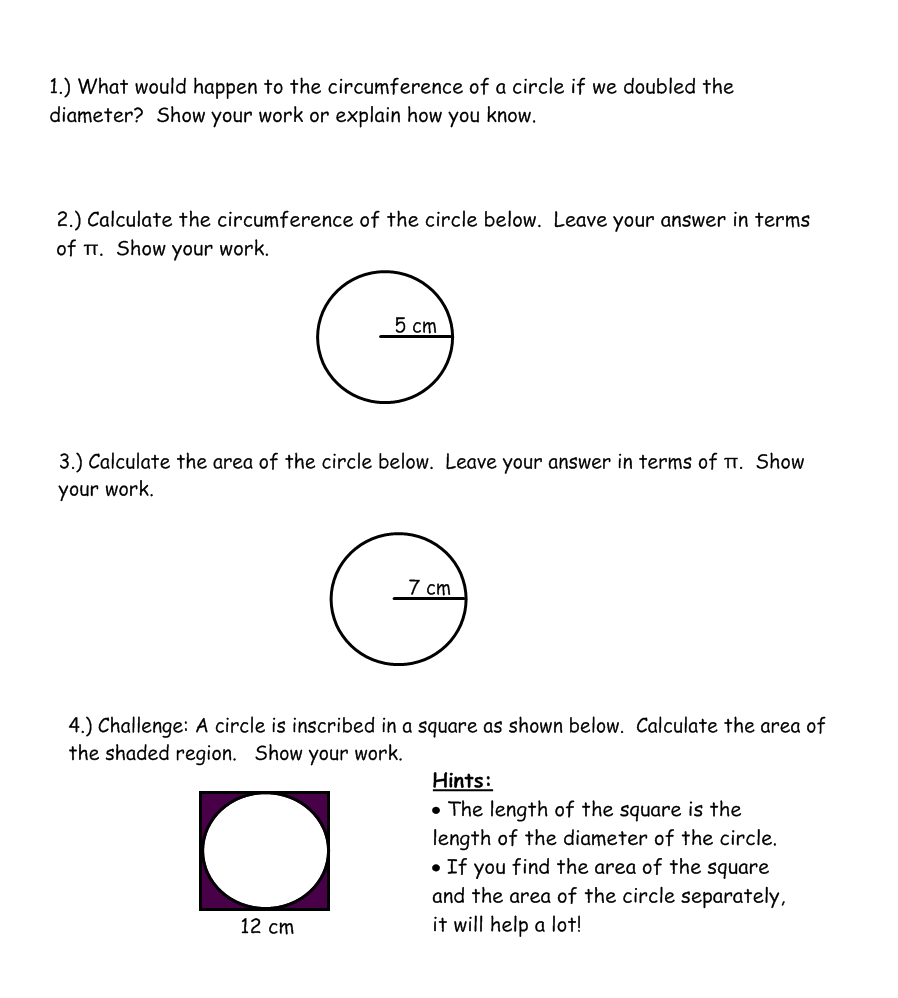 1.) What would happen to the circumference of a circle if we doubled the
diameter? Show your work or explain how you know.
2.) Calculate the circumference of the circle below. Leave your answer in terms
of π. Show your work.
5 cm
3.) Calculate the area of the circle below. Leave your answer in terms of π. Show
your work.
7 cm
4.) Challenge: A circle is inscribed in a square as shown below. Calculate the area of
the shaded region. Show your work.
Hints:
• The length of the square is the
length of the diameter of the circle.
• If you find the area of the square
and the area of the circle separately,
it will help a lot!
12 cm